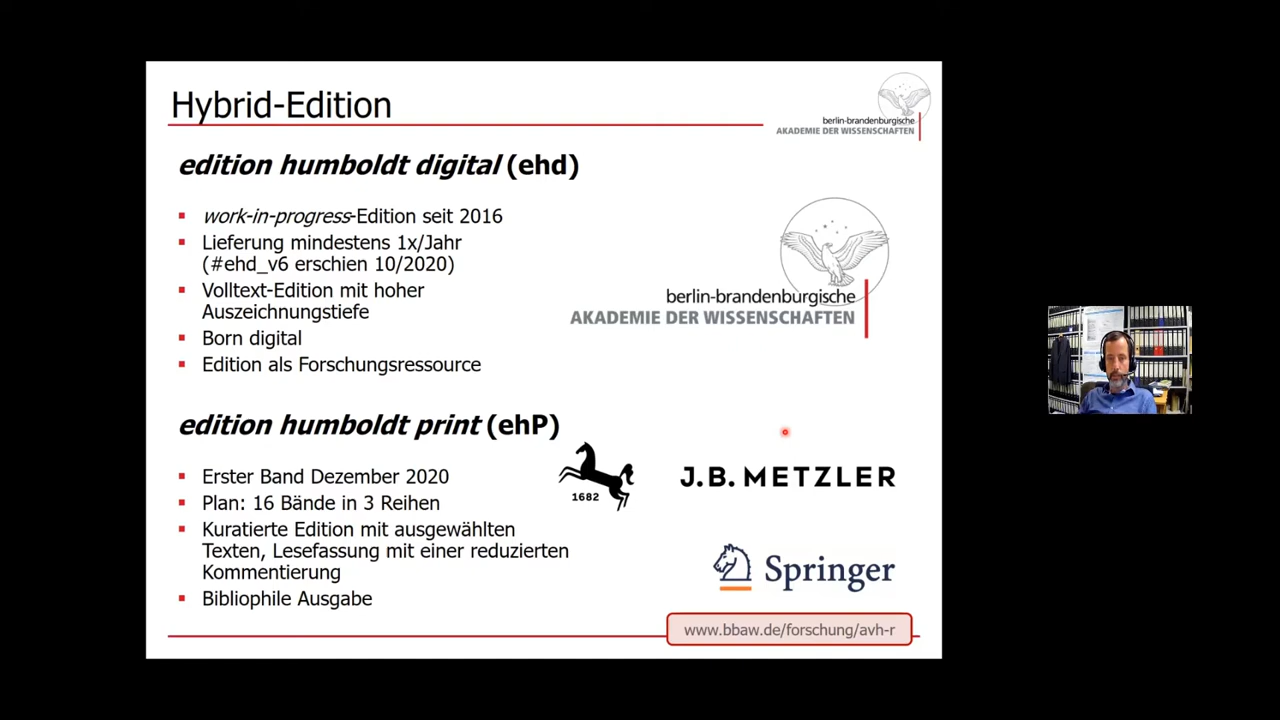 Hybrid-Edition
berlin-brandenburgische
AKADEMIE DER WISSENSCHAFTEN
edition humboldt digital (ehd)
work-in-progress-Edition seit 2016
Lieferung mindestens 1x/Jahr
(#ehd_v6 erschien 10/2020)
Volltext-Edition mit hoher
Auszeichnungstiefe
Born digital
Edition als Forschungsressource
berlin-brandenburgische
AKADEMIE DER WISSENSCHAFTEN
edition humboldt print (ehP)
Erster Band Dezember 2020
Plan: 16 Bände in 3 Reihen
Kuratierte Edition mit ausgewählten
Texten, Lesefassung mit einer reduzierten
Kommentierung
Bibliophile Ausgabe
1682
J.B. METZLER
Springer
www.bbaw.de/forschung/avh-r